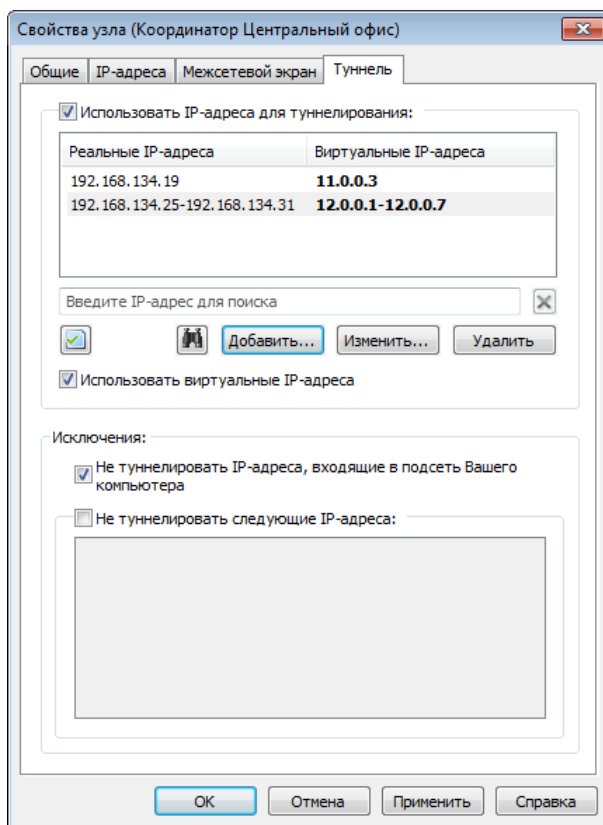 Свойства узла (Координатор Центральный офис)
Общие IP-адреса Межсетевой экран Туннель
Использовать IP-адреса для туннелирования:
Реальные IP-адреса Виртуальные IP-адреса
192.168.134.19 11.0.0.3
192.168.134.25-192.168.134.31 12.0.0.1-12.0.0.7
Введите IP-адрес для поиска
Добавить... Изменить... Удалить
Использовать виртуальные IP-адреса
Исключения:
Не туннелировать IP-адреса, входящие в подсеть Вашего
компьютера
Не туннелировать следующие IP-адреса:
ОК Отмена Применить Справка